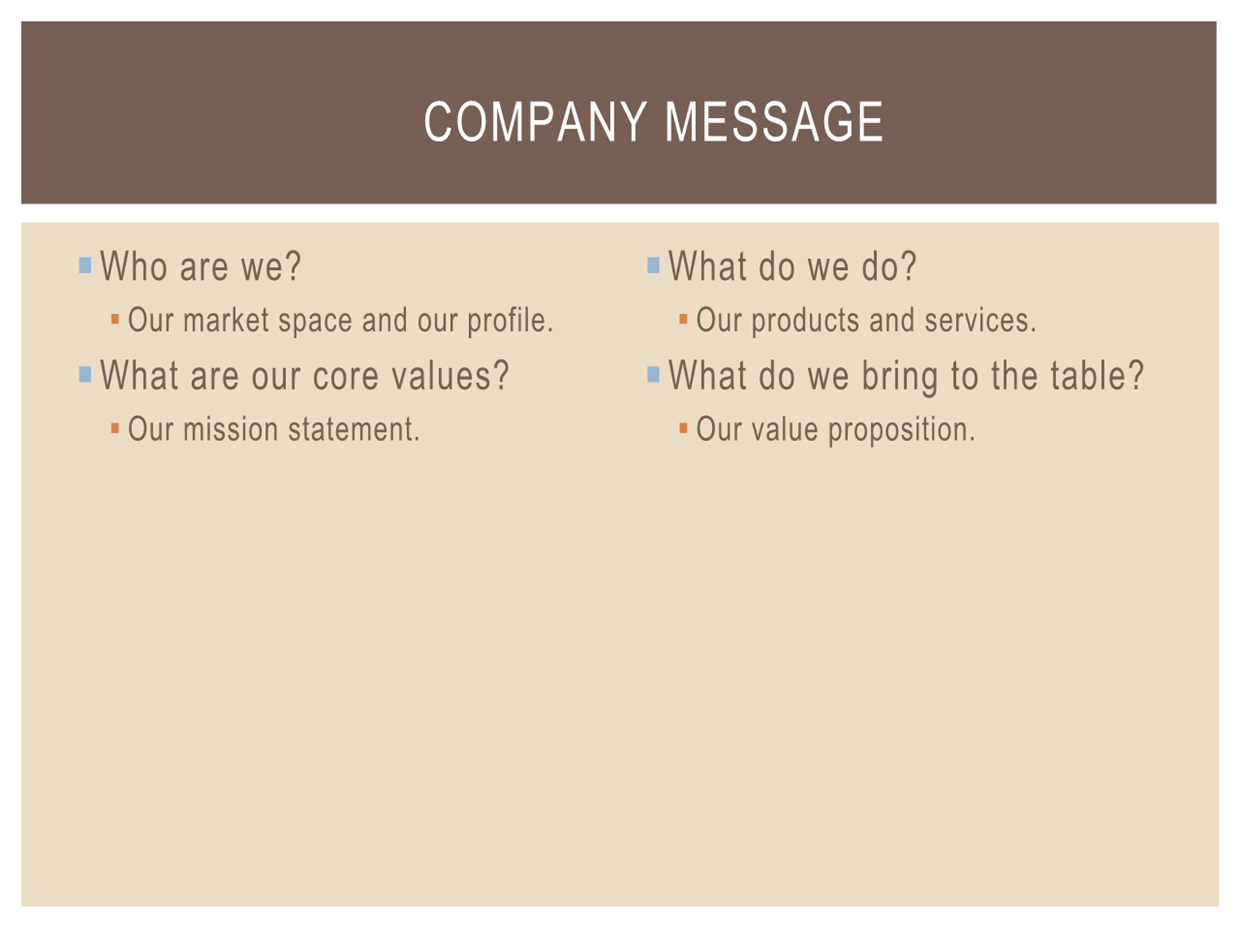 COMPANY MESSAGE
Who are we?
Our market space and our profile.
What are our core values?
Our mission statement.
What do we do?
Our products and services.
What do we bring to the table?
Our value proposition.